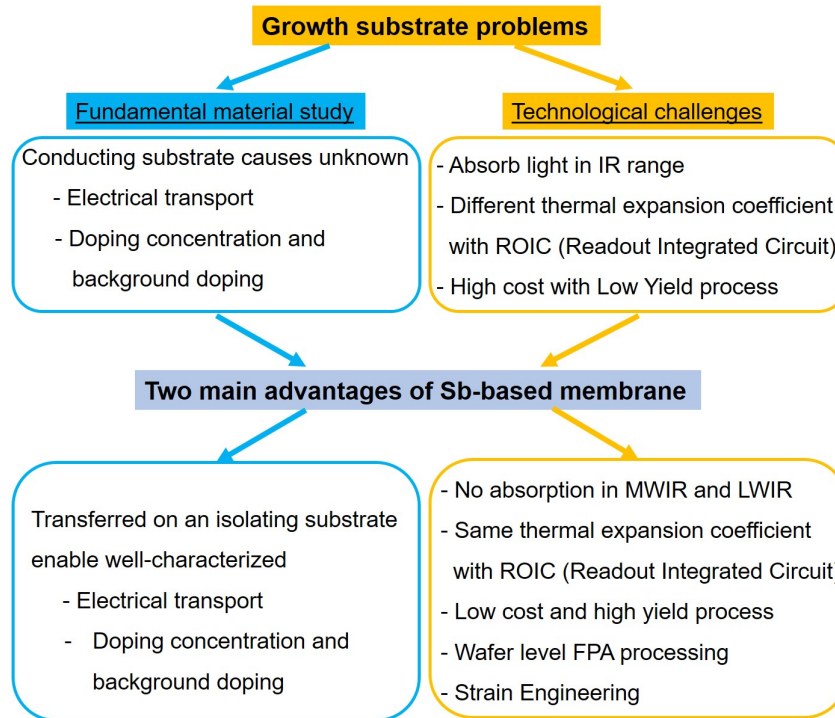 Growth substrate problems
Fundamental material study
Conducting substrate causes unknown
- Electrical transport
- Doping concentration and
background doping
Technological challenges
- Absorb light in IR range
- Different thermal expansion coefficient
with ROIC (Readout Integrated Circuit)
- High cost with Low Yield process
Two main advantages of Sb-based membrane
Transferred on an isolating substrate
enable well-characterized
- Electrical transport
- Doping concentration and
background doping
- No absorption in MWIR and LWIR
- Same thermal expansion coefficient
with ROIC (Readout Integrated Circuit)
- Low cost and high yield process
- Wafer level FPA processing
- Strain Engineering